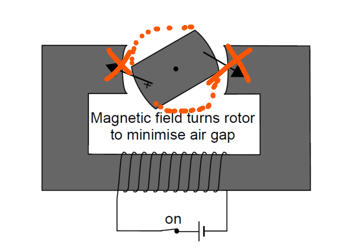 Magnetic field turns rotor
to minimise air gap
on